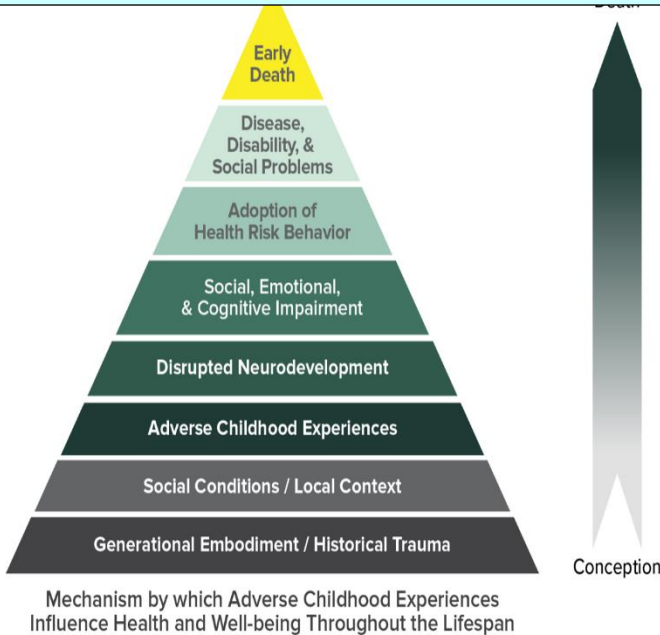 Death
Early
Death
Disease,
Disability, &
Social Problems
Adoption of
Health Risk Behavior
Social, Emotional,
& Cognitive Impairment
Disrupted Neurodevelopment
Adverse Childhood Experiences
Social Conditions / Local Context
Generational Embodiment / Historical Trauma
Conception
Mechanism by which Adverse Childhood Experiences
Influence Health and Well-being Throughout the Lifespan